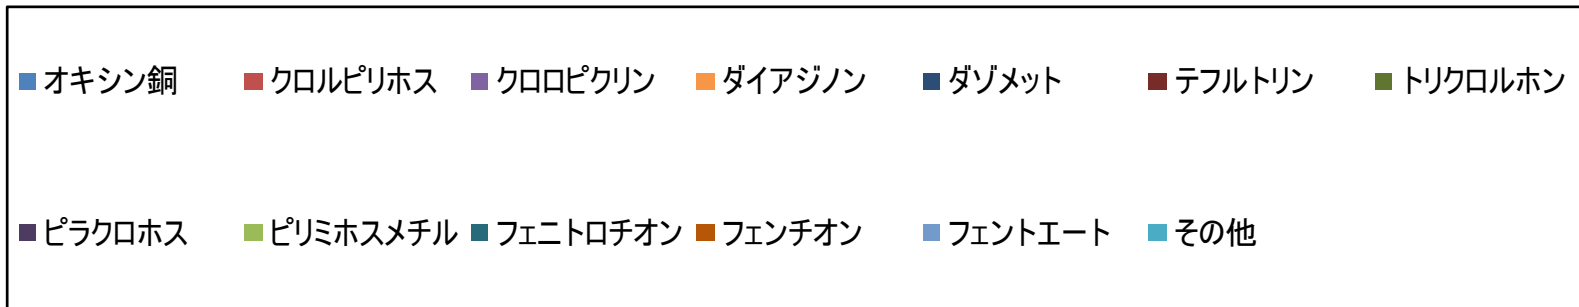 オキシン銅 クロルピリホス クロロピクリン ダイアジノン ダゾメット テフルトリン トリクロルホン
ピラクロホス ピリミホスメチル フェニトロチオン フェンチオン フェントエート その他